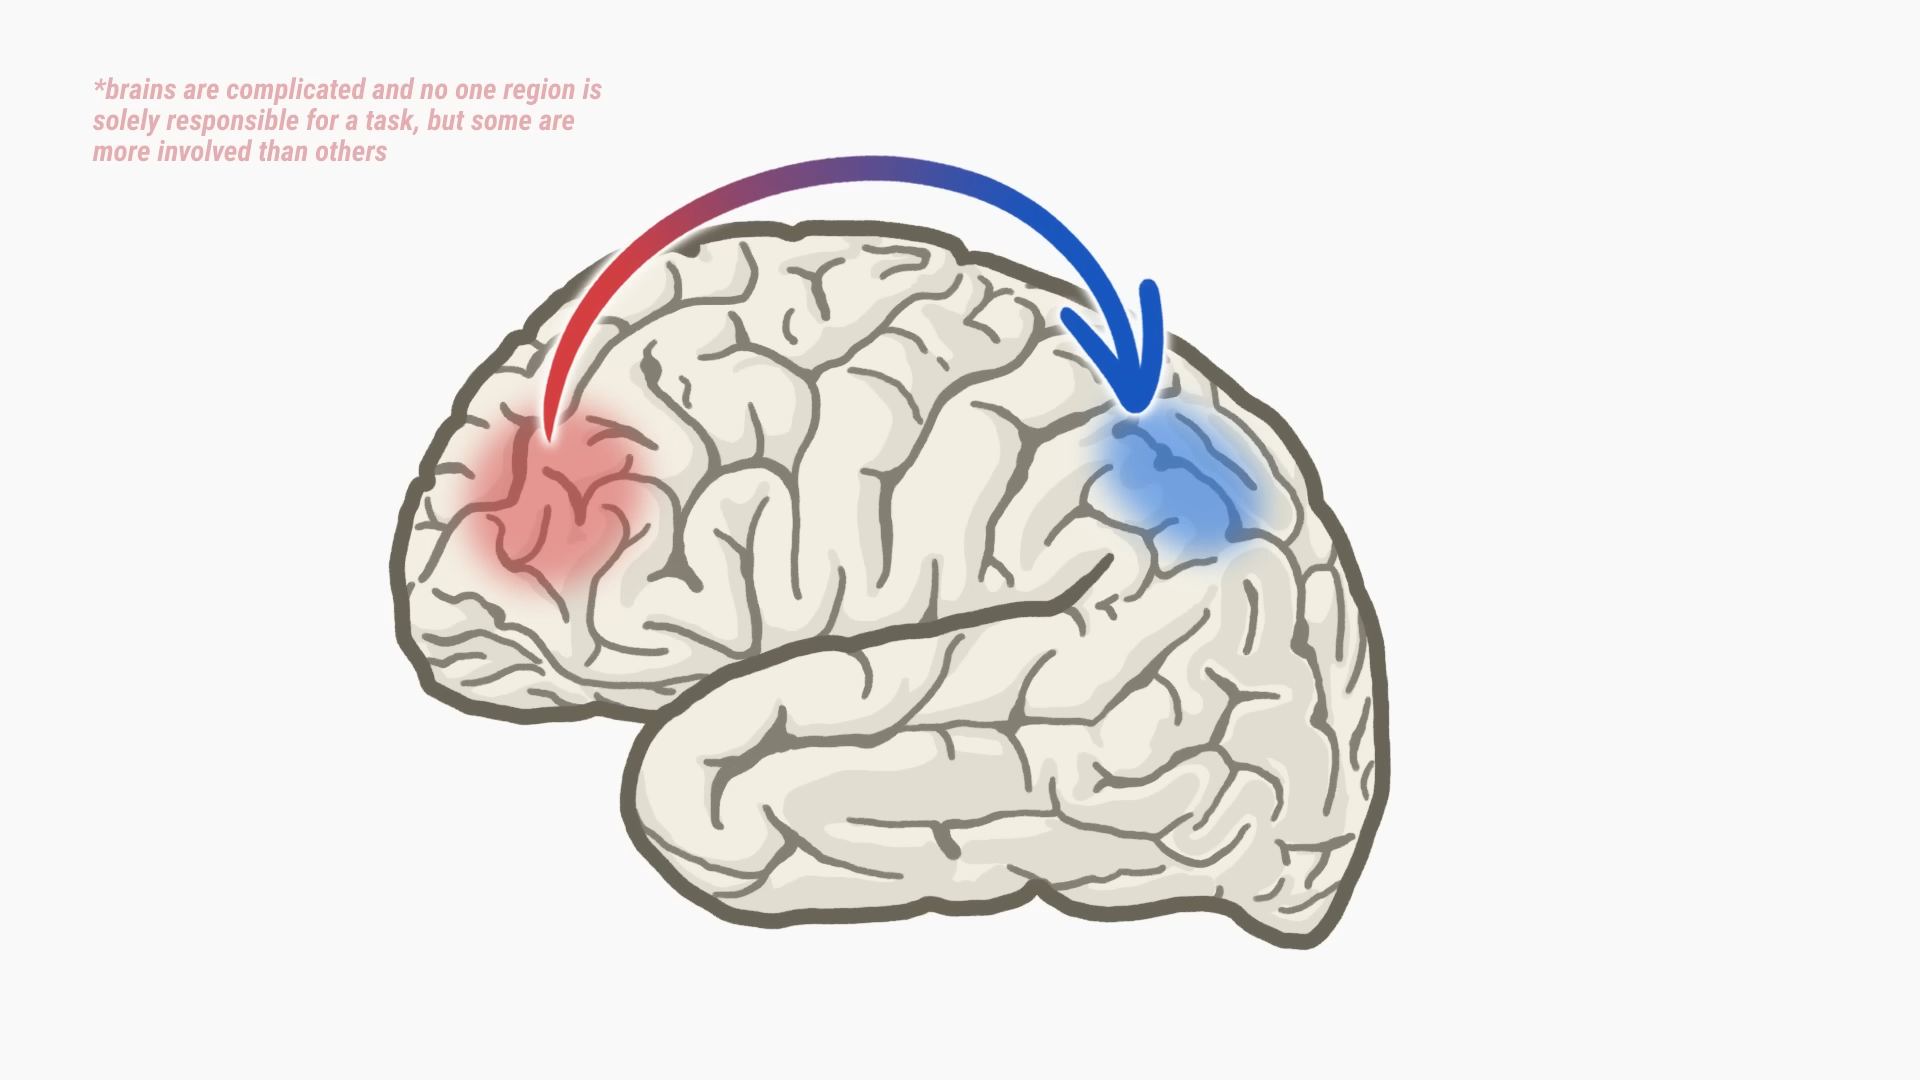 *brains are complicated and no one region is
solely responsible for a task, but some are
more involved than others